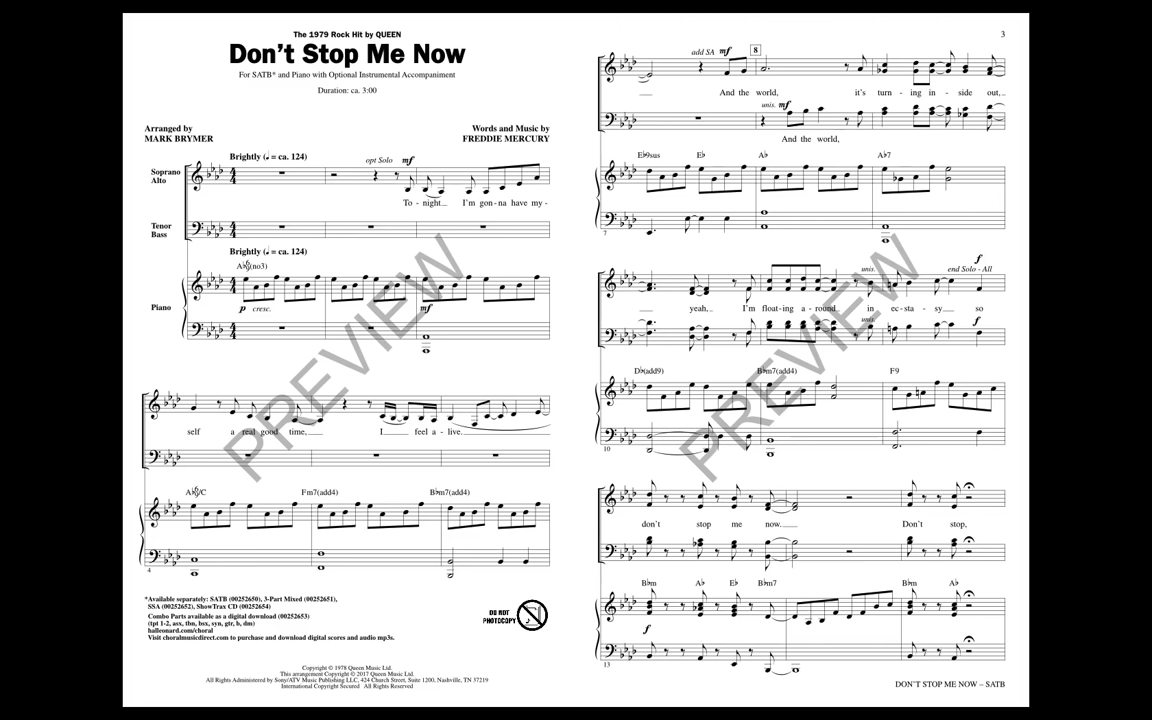 The 1979 Rock Hit by QUEEN
Don't Stop Me Now
For SATB* and Piano with Optional Instrumental Accompaniment
Duration: ca. 3:00
Arranged by
MARK BRYMER
Words and Music by
FREDDIE MERCURY
Brightly (♩ = ca. 124)
opt Solo mf
Soprano
Alto
To - night I'm gon - na have my -
Tenor
Bass
Brightly (♩ = ca. 124)
(no3)
Piano
p cresc. mf
self a real good time, I feel a - live.
A♭ /C Fm7(add4) B♭m7(add4)
4
*Available separately: SATB (00252650), 3-Part Mixed (00252651),
SSA (00252652), ShowTrax CD (00252654)
Combo Parts available as a digital download (00252653)
(tpt 1-2, asx, tbn, bsx, syn, gtr, b, dm)
halleonard.com/choral
Visit choralmusicdirect.com to purchase and download digital scores and audio mp3s.
DO NOT
PHOTOCOPY
Copyright © 1978 Queen Music Ltd.
This arrangement Copyright © 2017 Queen Music Ltd.
All Rights Administered by Sony/ATV Music Publishing LLC, 424 Church Street, Suite 1200, Nashville, TN 37219
International Copyright Secured All Rights Reserved
PREVIEW
3
add SA mf 8
And the world, it's turn - ing in - side out,
unis. mf
And the world,
E♭9sus E♭ A♭ A♭7
7
unis. end Solo - All f
yeah. I'm float - ing a - round in ec - sta - sy so
unis. f
D♭(add9) B♭m7(add4) F9
10
don't stop me now. Don't stop,
B♭m A♭ E♭ B♭m7 B♭m A♭
f
13
DON'T STOP ME NOW – SATB
PREVIEW